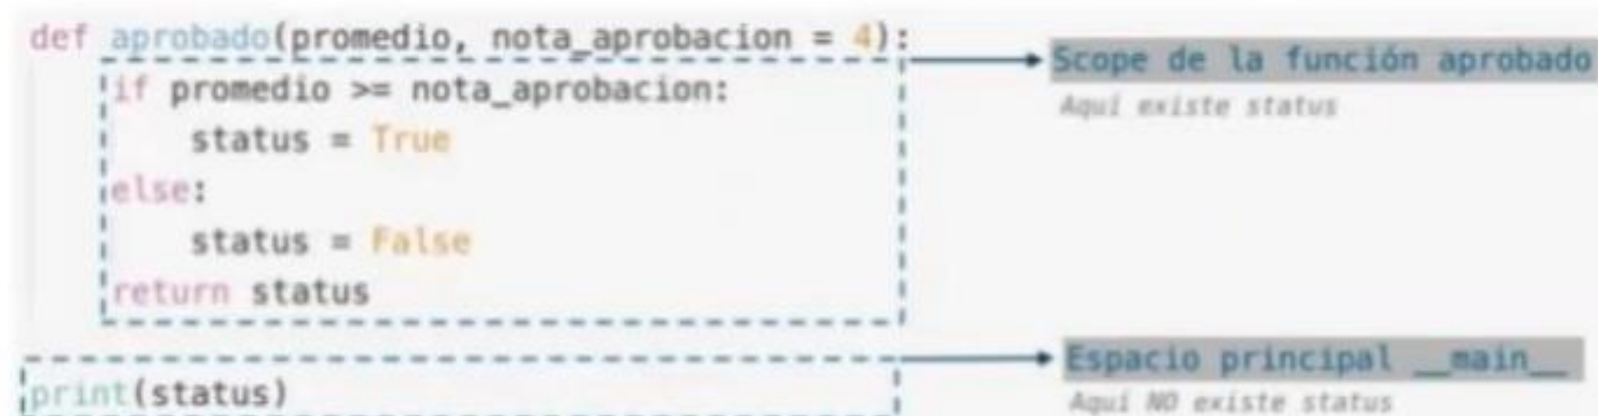 def aprobado(promedio, nota_aprobacion = 4):
Scope de la función aprobado
Aquí existe status
if promedio >= nota_aprobacion:
status = True
else:
status = False
return status
Espacio principal __main__
Aquí NO existe status
print(status)